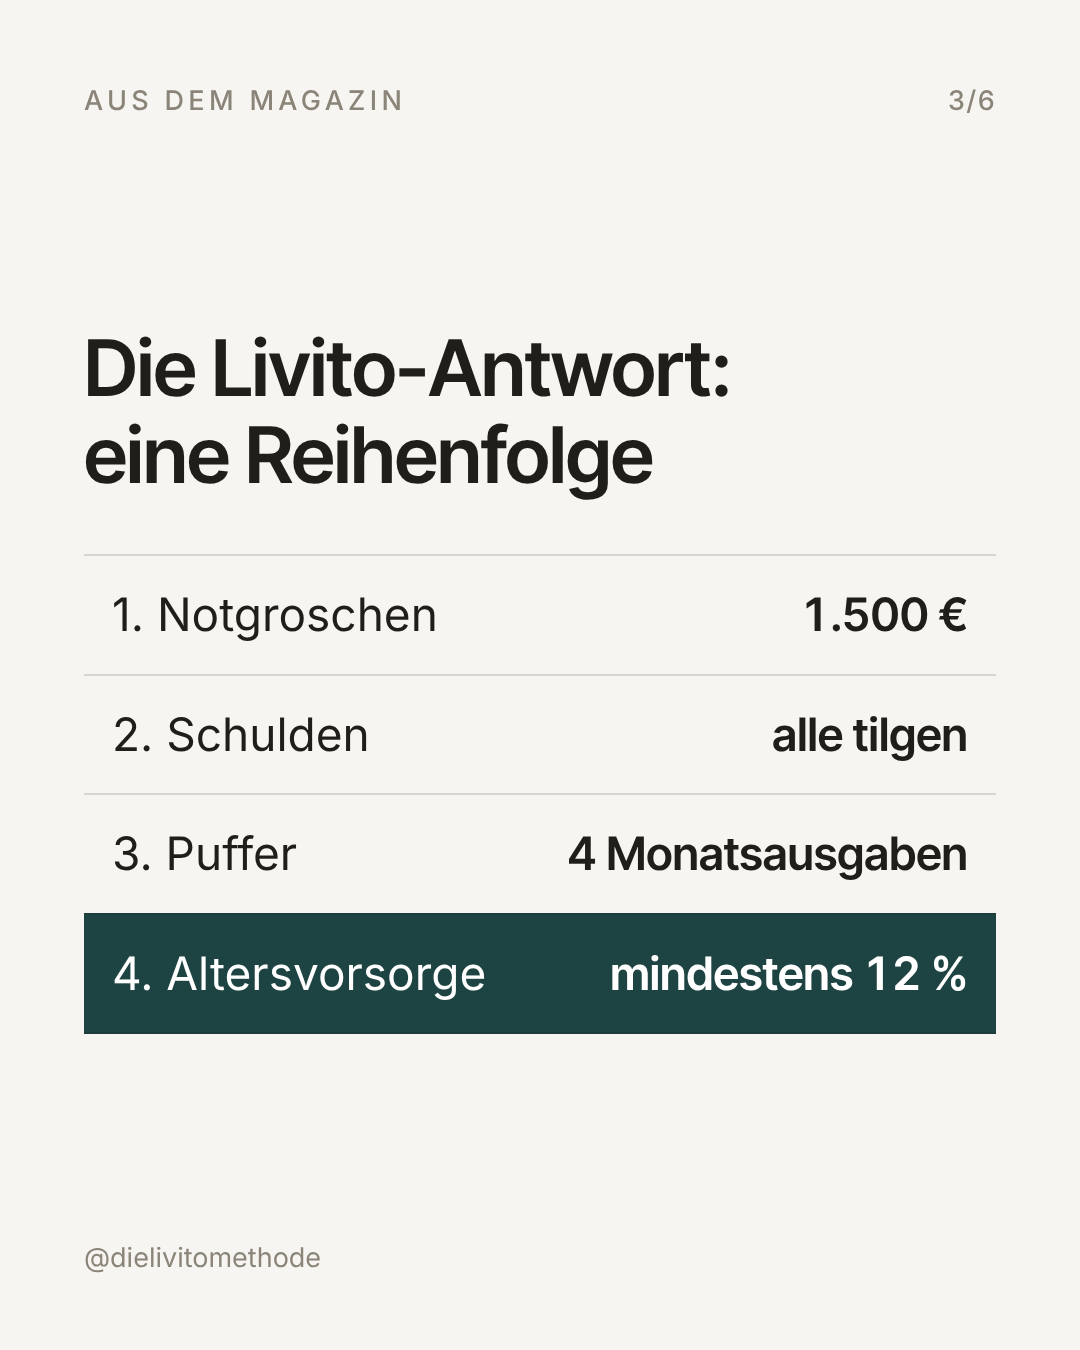 AUS DEM MAGAZIN
3/6
Die Livito-Antwort:
eine Reihenfolge
1. Notgroschen 1.500 €
2. Schulden alle tilgen
3. Puffer 4 Monatsausgaben
4. Altersvorsorge mindestens 12 %
@dielivitomethode